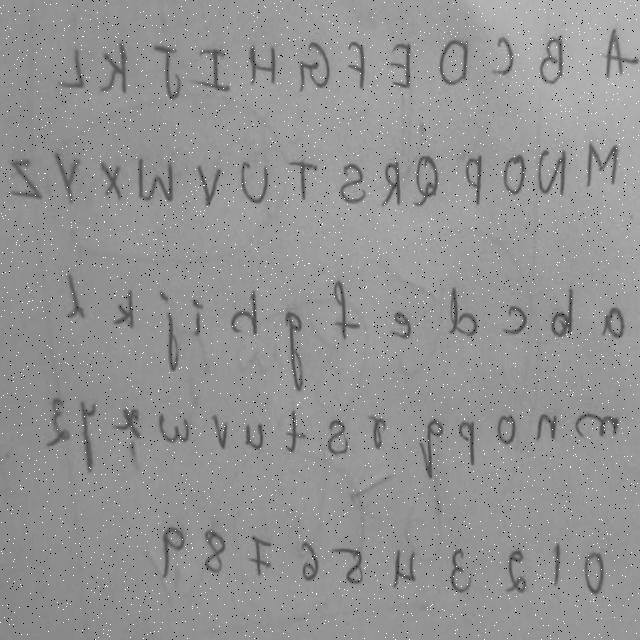 A B C D E F G H I J K L
M N O P Q R S T U V W X Y Z
a b c d e f g h i j k l
m n o p q r s t u v w x y z
0 1 2 3 4 5 6 7 8 9